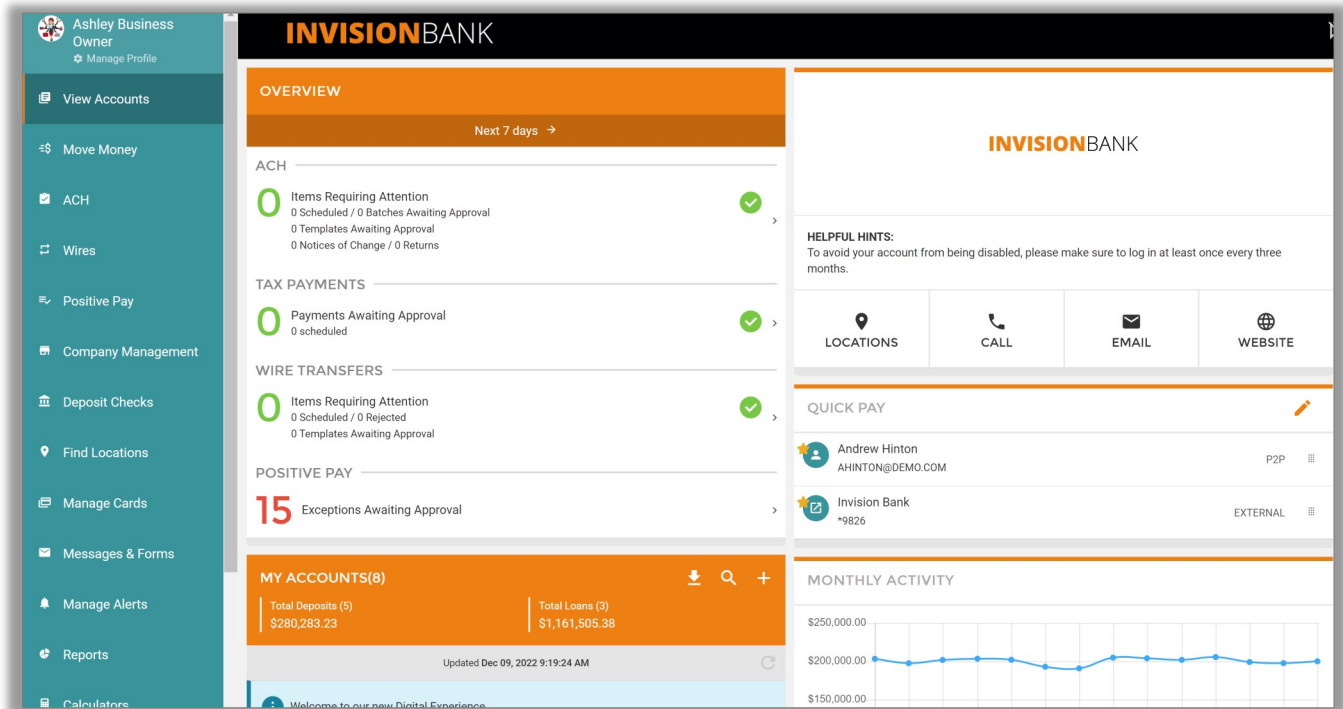 Ashley Business
Owner
Manage Profile
View Accounts
Move Money
ACH
Wires
Positive Pay
Company Management
Deposit Checks
Find Locations
Manage Cards
Messages & Forms
Manage Alerts
Reports
Calculators
INVISIONBANK
OVERVIEW
Next 7 days →
ACH
0 Items Requiring Attention
0 Scheduled / 0 Batches Awaiting Approval
0 Templates Awaiting Approval
0 Notices of Change / 0 Returns
TAX PAYMENTS
0 Payments Awaiting Approval
0 scheduled
WIRE TRANSFERS
0 Items Requiring Attention
0 Scheduled / 0 Rejected
0 Templates Awaiting Approval
POSITIVE PAY
15 Exceptions Awaiting Approval
MY ACCOUNTS(8)
Total Deposits (5)
$280,283.23
Total Loans (3)
$1,161,505.38
Updated Dec 09, 2022 9:19:24 AM
Welcome to our new Digital Experience
INVISIONBANK
HELPFUL HINTS:
To avoid your account from being disabled, please make sure to log in at least once every three
months.
LOCATIONS
CALL
EMAIL
WEBSITE
QUICK PAY
Andrew Hinton
AHINTON@DEMO.COM
P2P
Invision Bank
*9826
EXTERNAL
MONTHLY ACTIVITY
$250,000.00
$200,000.00
$150,000.00